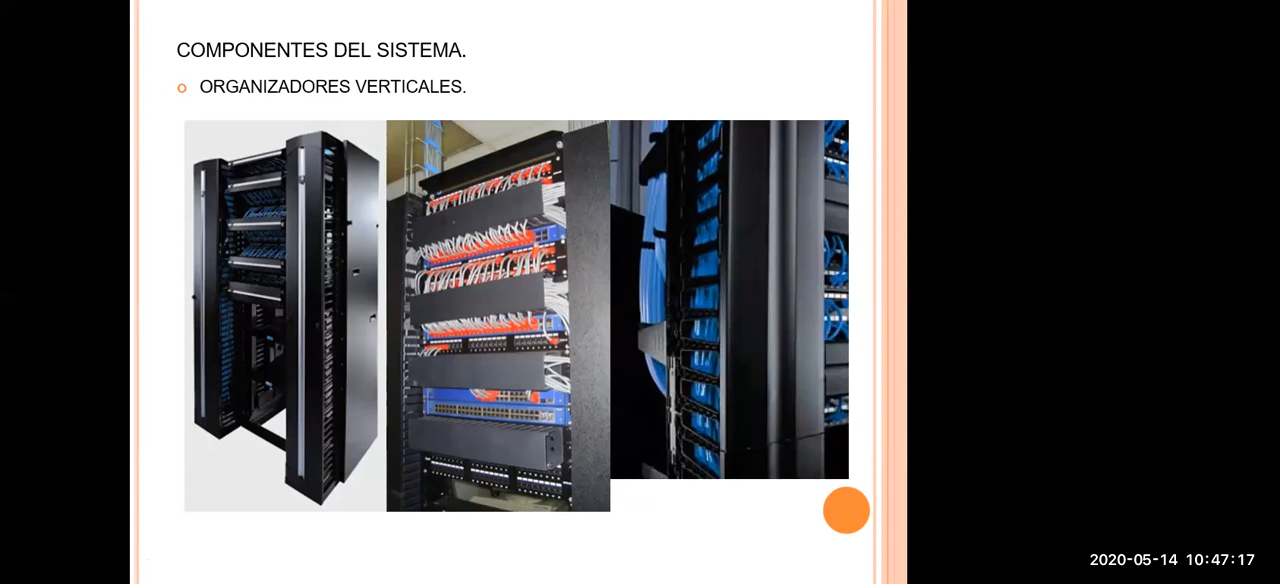 COMPONENTES DEL SISTEMA.
ORGANIZADORES VERTICALES.
2020-05-14 10:47:17